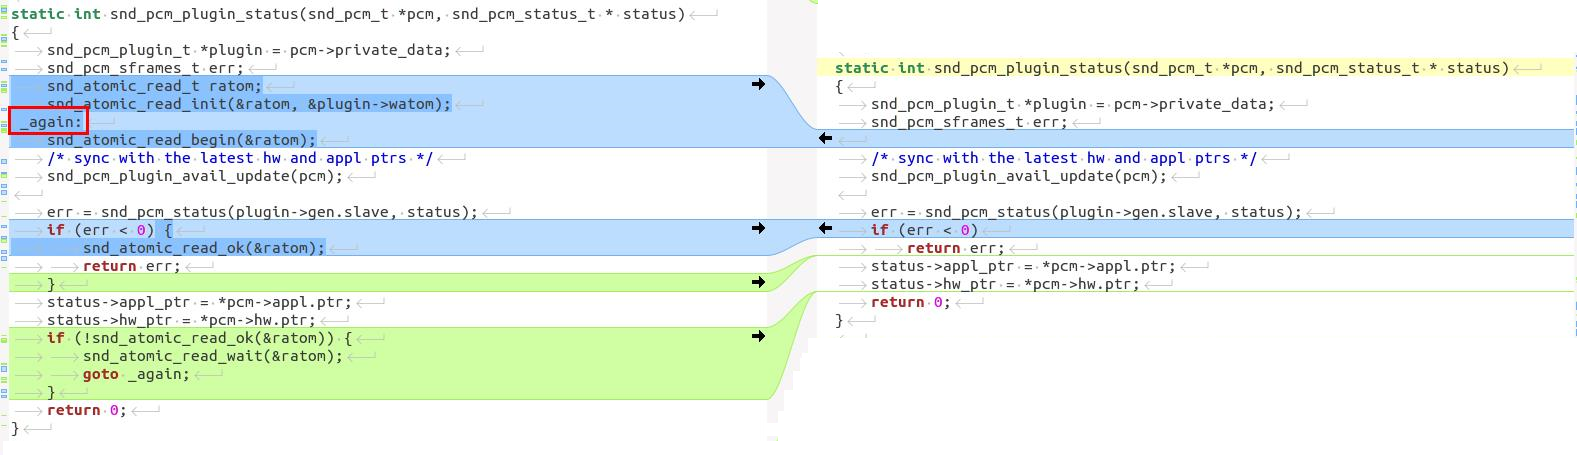 static int snd_pcm_plugin_status(snd_pcm_t *pcm, snd_pcm_status_t * status)
{
snd_pcm_plugin_t *plugin = pcm->private_data;
snd_pcm_sframes_t err;
snd_atomic_read_t ratom;
snd_atomic_read_init(&ratom, &plugin->watom);
_again:
snd_atomic_read_begin(&ratom);
/* sync with the latest hw and appl ptrs */
snd_pcm_plugin_avail_update(pcm);
err = snd_pcm_status(plugin->gen.slave, status);
if (err < 0) {
snd_atomic_read_ok(&ratom);
return err;
}
status->appl_ptr = *pcm->appl.ptr;
status->hw_ptr = *pcm->hw.ptr;
if (!snd_atomic_read_ok(&ratom)) {
snd_atomic_read_wait(&ratom);
goto _again;
}
return 0;
}
static int snd_pcm_plugin_status(snd_pcm_t *pcm, snd_pcm_status_t * status)
{
snd_pcm_plugin_t *plugin = pcm->private_data;
snd_pcm_sframes_t err;
/* sync with the latest hw and appl ptrs */
snd_pcm_plugin_avail_update(pcm);
err = snd_pcm_status(plugin->gen.slave, status);
if (err < 0)
return err;
status->appl_ptr = *pcm->appl.ptr;
status->hw_ptr = *pcm->hw.ptr;
return 0;
}